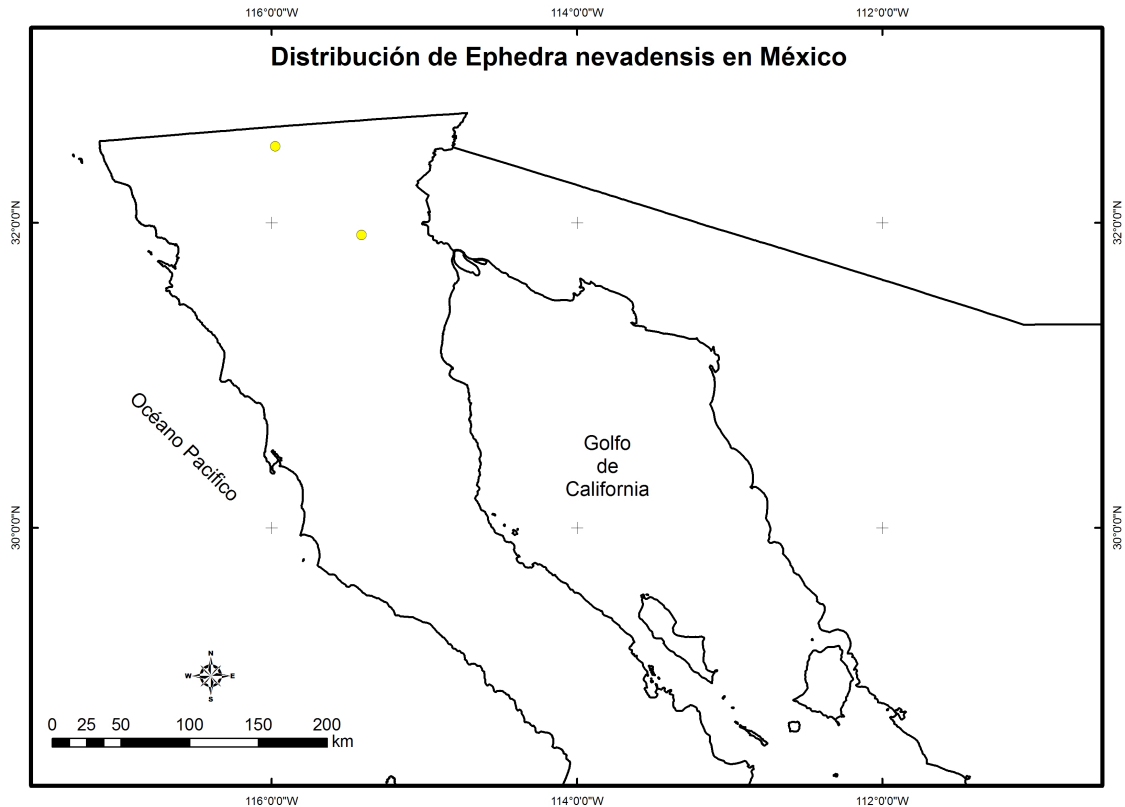 116°0'0"W 114°0'0"W 112°0'0"W
Distribución de Ephedra nevadensis en México
32°0'0"N
32°0'0"N
Océano Pacifico
Golfo
de
California
30°0'0"N
30°0'0"N
N
W E
S
0 25 50 100 150 200
km
116°0'0"W 114°0'0"W 112°0'0"W